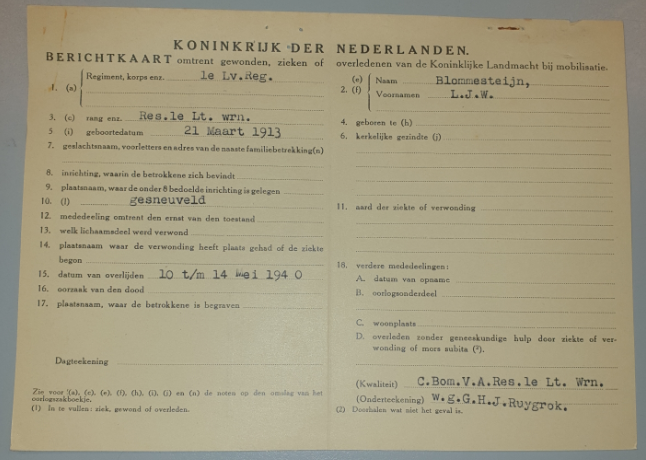 KONINKRIJK DER NEDERLANDEN.
BERICHTKAART omtrent gewonden, zieken of overledenen van de Koninklijke Landmacht bij mobilisatie.
1. (a) Regiment, korps enz. 1e Lv.Reg.
2. (e) Naam Blommesteijn,
(f) Voornamen L.J.W.
3. (c) rang enz. Res.1e Lt. wrn.
4. geboren te (h)
5 (i) geboortedatum 21 Maart 1913
6. kerkelijke gezindte (j)
7. geslachtsnaam, voorletters en adres van de naaste familiebetrekking(n)
8. inrichting, waarin de betrokkene zich bevindt
9. plaatsnaam, waar de onder 8 bedoelde inrichting is gelegen
10. (l) gesneuveld
11. aard der ziekte of verwonding
12. mededeeling omtrent den ernst van den toestand
13. welk lichaamsdeel werd verwond
14. plaatsnaam waar de verwonding heeft plaats gehad of de ziekte
begon
15. datum van overlijden 10 t/m 14 Mei 1940
16. oorzaak van den dood
17. plaatsnaam, waar de betrokkene is begraven
18. verdere mededeelingen:
A. datum van opname
B. oorlogsonderdeel
C. woonplaats
D. overleden zonder geneeskundige hulp door ziekte of ver-
wonding of mors subita (²).
Dagteekening
(Kwaliteit) C.Bom.V.A.Res.1e Lt. Wrn.
(Onderteekening) w.g.G.H.J.Ruygrok.
Zie voor (a), (c), (e), (f), (h), (i), (j) en (n) de noten op den omslag van het
oorlogszakboekje.
(1) In te vullen: ziek, gewond of overleden.
(2) Doorhalen wat niet het geval is.